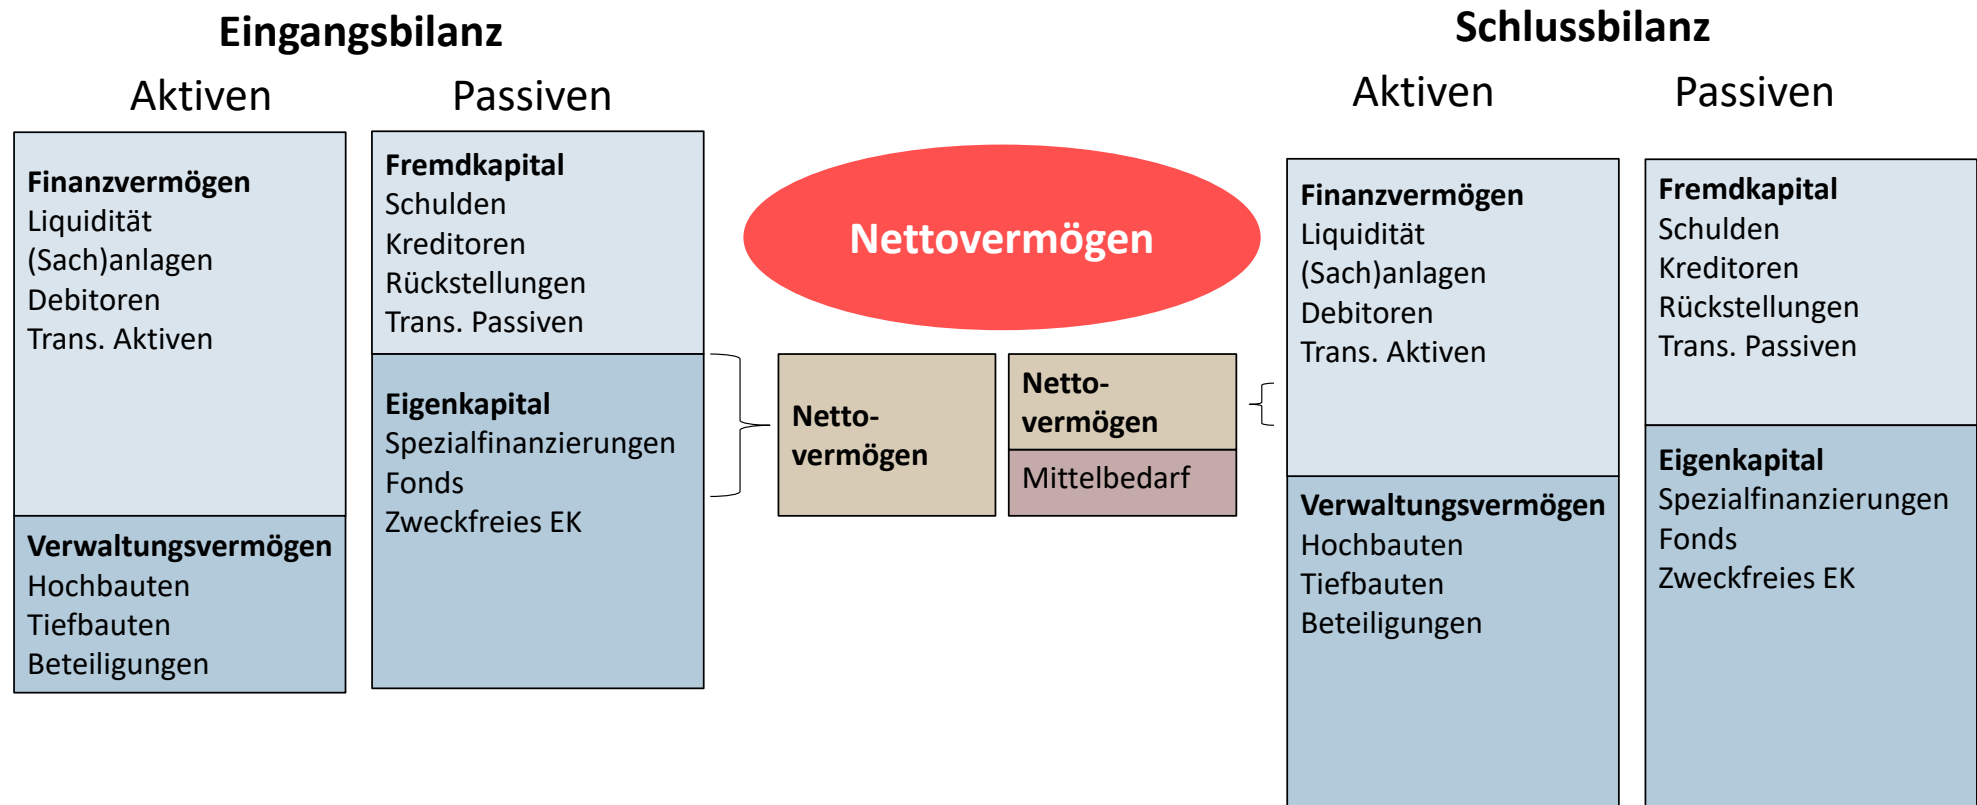 Eingangsbilanz
Aktiven
Passiven
Finanzvermögen
Liquidität
(Sach)anlagen
Debitoren
Trans. Aktiven
Verwaltungsvermögen
Hochbauten
Tiefbauten
Beteiligungen
Fremdkapital
Schulden
Kreditoren
Rückstellungen
Trans. Passiven
Eigenkapital
Spezialfinanzierungen
Fonds
Zweckfreies EK
Nettovermögen
Netto-
vermögen
Netto-
vermögen
Mittelbedarf
Schlussbilanz
Aktiven
Passiven
Finanzvermögen
Liquidität
(Sach)anlagen
Debitoren
Trans. Aktiven
Verwaltungsvermögen
Hochbauten
Tiefbauten
Beteiligungen
Fremdkapital
Schulden
Kreditoren
Rückstellungen
Trans. Passiven
Eigenkapital
Spezialfinanzierungen
Fonds
Zweckfreies EK